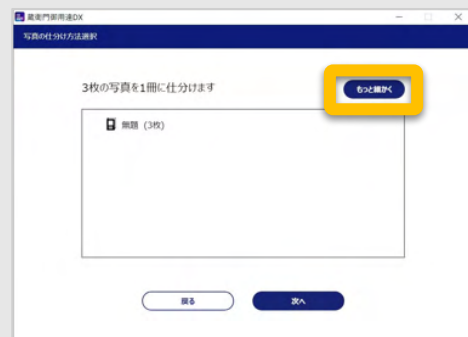 蔵衛門御用達DX
写真の仕分け方法選択
3枚の写真を1冊に仕分けます
もっと細かく
無題 (3枚)
戻る
次へ